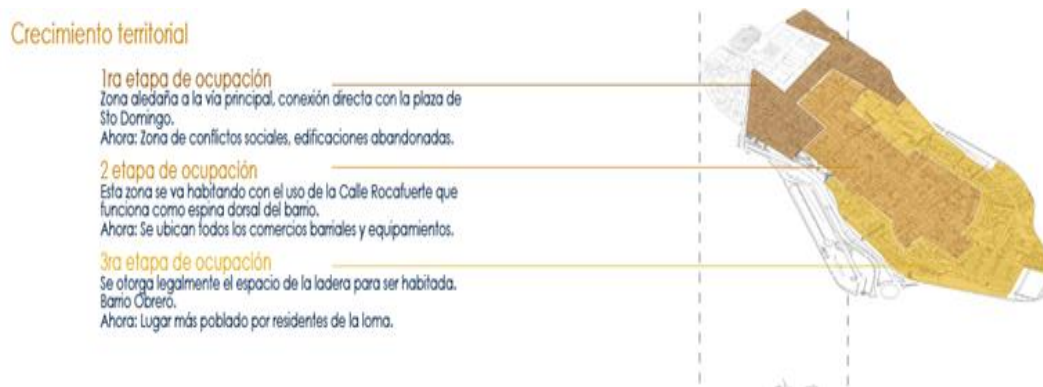 Crecimiento territorial
1ra etapa de ocupación
Zona aledaña a la vía principal, conexión directa con la plaza de
Sto Domingo.
Ahora: Zona de conflictos sociales, edificaciones abandonadas.
2 etapa de ocupación
Esta zona se va habitando con el uso de la Calle Rocafuerte que
funciona como espina dorsal del barrio.
Ahora: Se ubican todos los comercios barriales y equipamientos.
3ra etapa de ocupación
Se otorga legalmente el espacio de la ladera para ser habitada.
Barrio Obrero.
Ahora: Lugar más poblado por residentes de la loma.